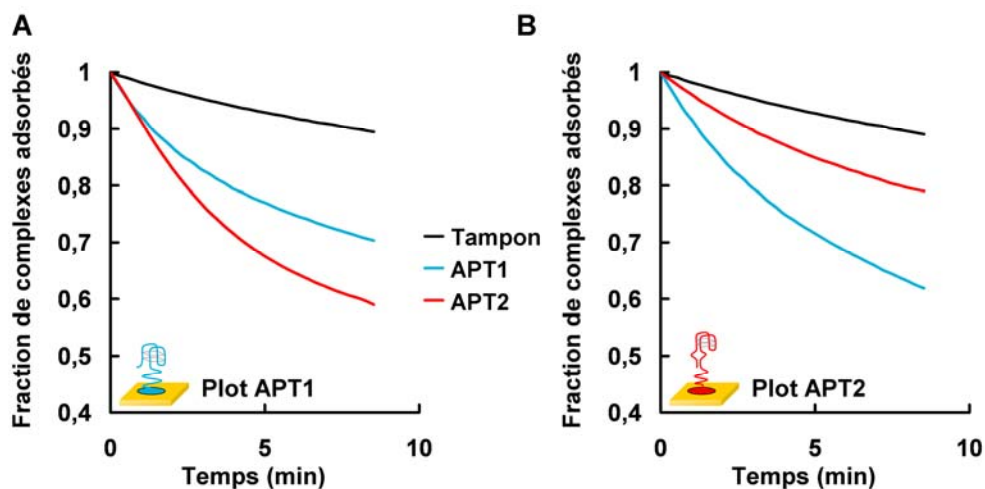 A
Fraction de complexes adsorbés
1
0,9
0,8
0,7
0,6
0,5
0,4
0
5
10
Temps (min)
Plot APT1
Tampon
APT1
APT2
B
Fraction de complexes adsorbés
1
0,9
0,8
0,7
0,6
0,5
0,4
0
5
10
Temps (min)
Plot APT2